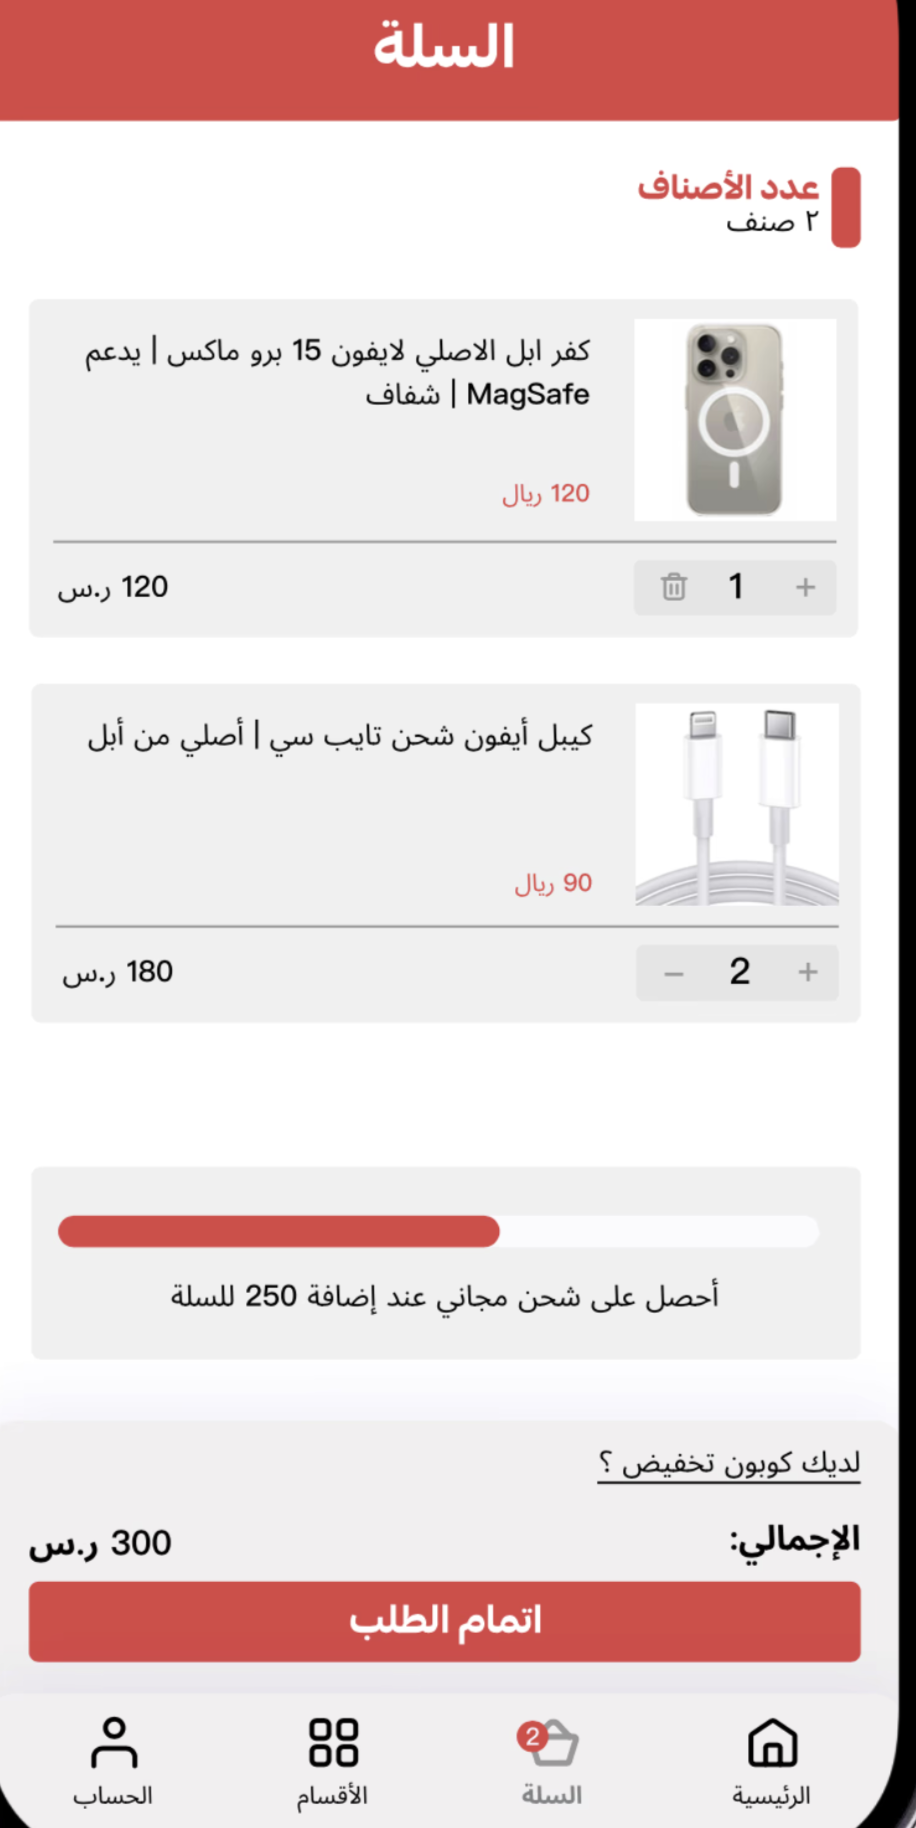 السلة
عدد الأصناف
٢ صنف
كفر ابل الاصلي لايفون 15 برو ماكس | يدعم
MagSafe | شفاف
120 ريال
+ 1
120 ر.س
كيبل أيفون شحن تايب سي | أصلي من أبل
90 ريال
+ 2 −
180 ر.س
أحصل على شحن مجاني عند إضافة 250 للسلة
لديك كوبون تخفيض ؟
الإجمالي: 300 ر.س
اتمام الطلب
2
الرئيسية السلة الأقسام الحساب